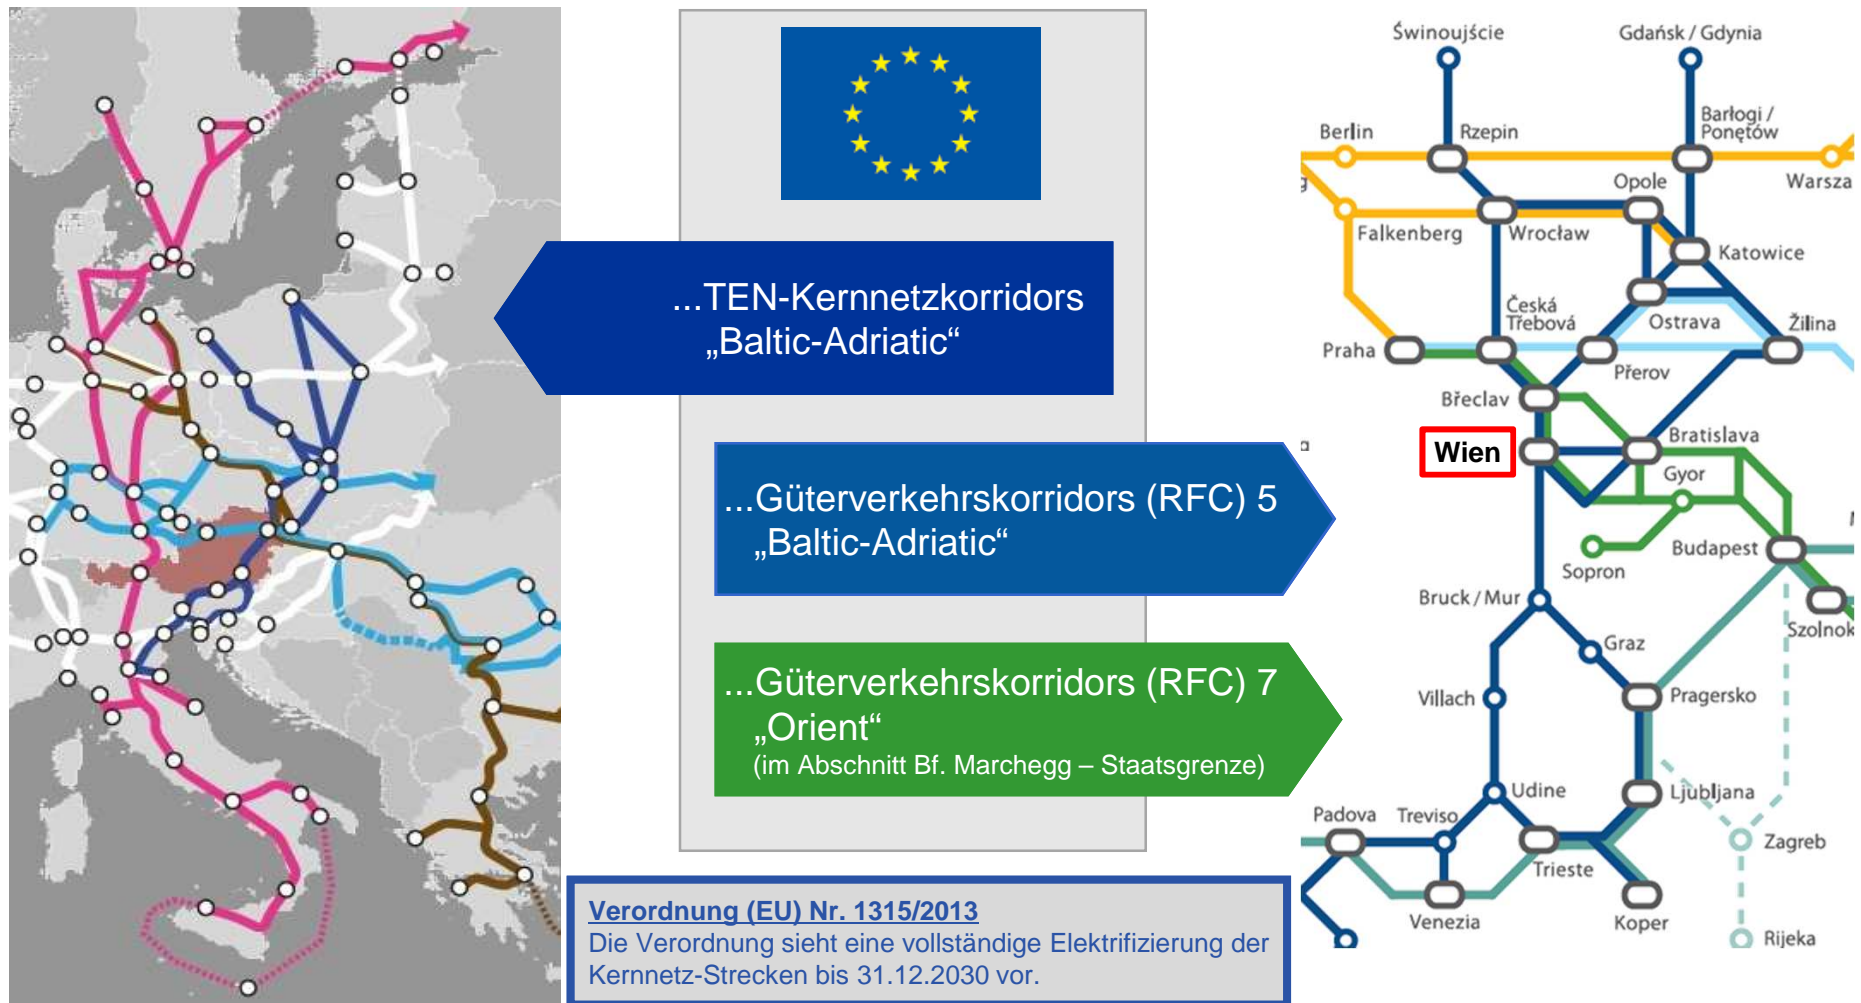 ...TEN-Kernnetzkorridors
„Baltic-Adriatic“
...Güterverkehrskorridors (RFC) 5
„Baltic-Adriatic“
...Güterverkehrskorridors (RFC) 7
„Orient“
(im Abschnitt Bf. Marchegg – Staatsgrenze)
Verordnung (EU) Nr. 1315/2013
Die Verordnung sieht eine vollständige Elektrifizierung der
Kernnetz-Strecken bis 31.12.2030 vor.
Świnoujście
Gdańsk / Gdynia
Berlin
Rzepin
Barłogi /
Ponętów
Opole
Warsza
Falkenberg
Wrocław
Katowice
Česká
Třebová
Ostrava
Žilina
Praha
Přerov
Břeclav
Wien
Bratislava
Gyor
Budapest
Sopron
Bruck / Mur
Szolnok
Graz
Villach
Pragersko
Udine
Ljubljana
Padova
Treviso
Zagreb
Trieste
Venezia
Koper
Rijeka